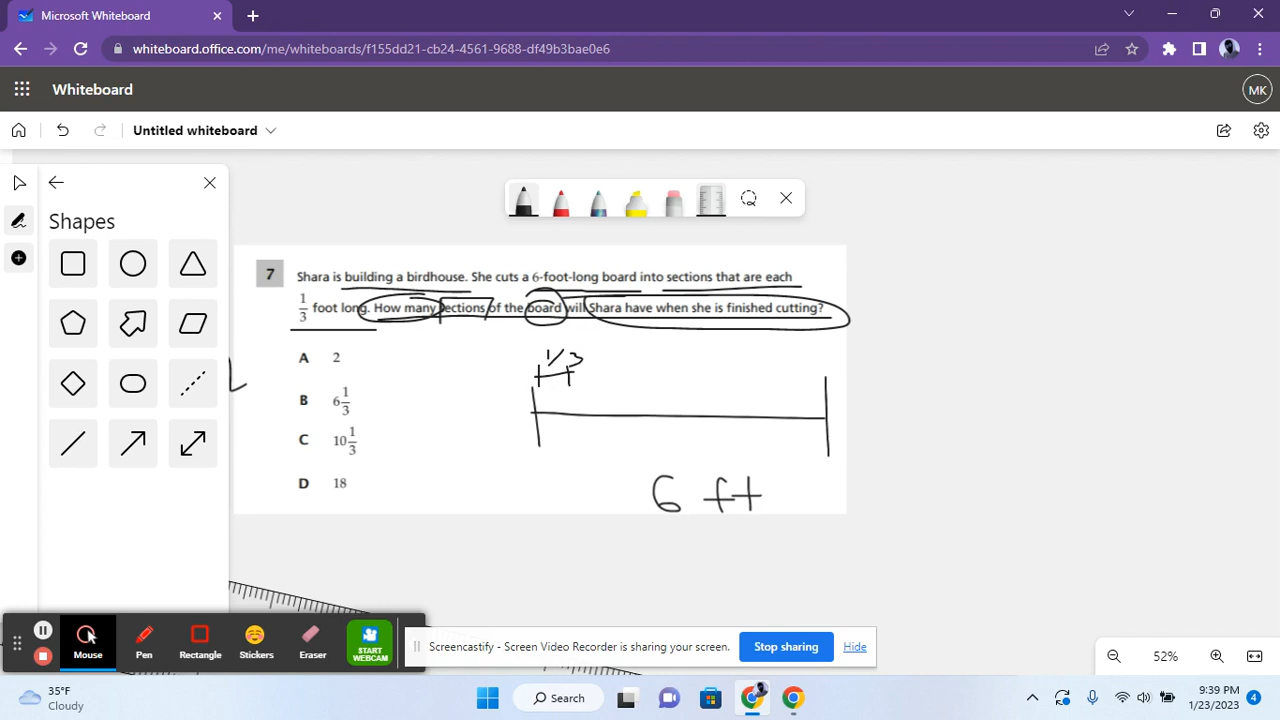 Microsoft Whiteboard
whiteboard.office.com/me/whiteboards/f155dd21-cb24-4561-9688-df49b3bae0e6
Whiteboard
MK
Untitled whiteboard
Shapes
7 Shara is building a birdhouse. She cuts a 6-foot-long board into sections that are each
1/3 foot long. How many sections of the board will Shara have when she is finished cutting?
A 2
B 6 1/3
C 10 1/3
D 18
1/3
6 ft
Mouse
Pen
Rectangle
Stickers
Eraser
START WEBCAM
Screencastify - Screen Video Recorder is sharing your screen.
Stop sharing
Hide
52%
35°F
Cloudy
Search
9:39 PM
1/23/2023
4